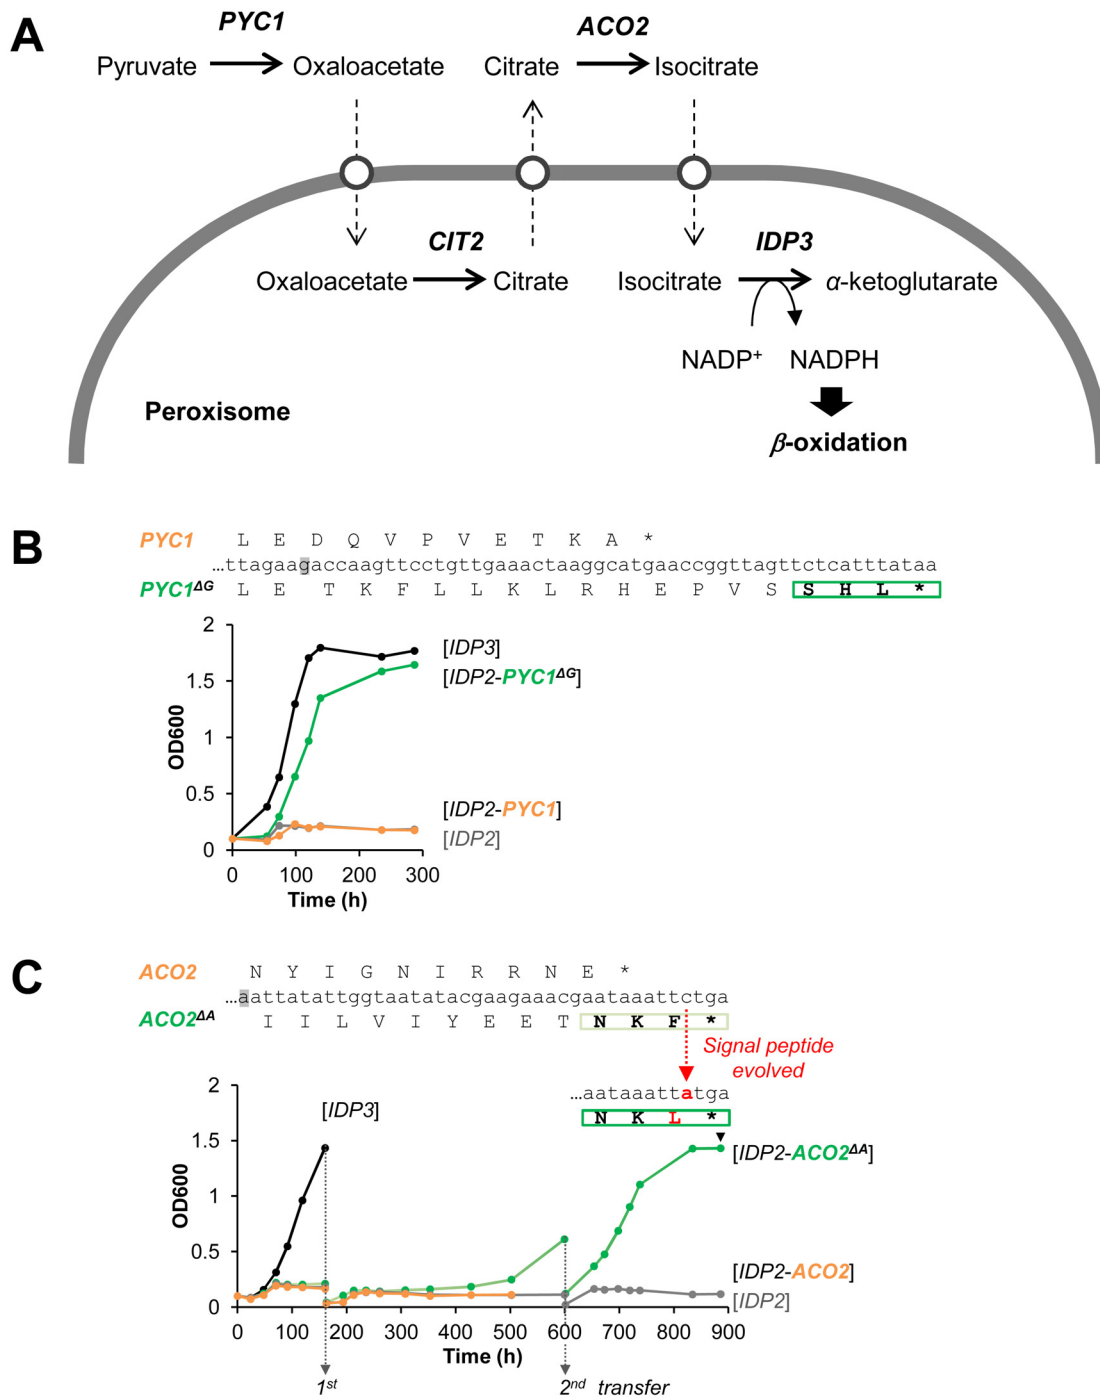 A
PYC1
ACO2
Pyruvate Oxaloacetate Citrate Isocitrate
CIT2
IDP3
Oxaloacetate Citrate Isocitrate α-ketoglutarate
NADP+ NADPH
Peroxisome
β-oxidation
B
PYC1 L E D Q V P V E T K A *
...ttagaagaccaagttcctgttgaaactaaggcatgaaccggttagttctcatttataa
PYC1ΔG L E T K F L L K L R H E P V S S H L *
2
[IDP3]
[IDP2-PYC1ΔG]
1.5
1
OD600
0.5
[IDP2-PYC1]
[IDP2]
0
0 100 200 300
Time (h)
C
ACO2 N Y I G N I R R N E *
...aattatattggtaatatacgaagaaacgaataaattctga
ACO2ΔA I I L V I Y E E T N K F *
Signal peptide
evolved
2
...aataaattatga
[IDP3]
N K L *
1.5
[IDP2-ACO2ΔA]
1
OD600
0.5
[IDP2-ACO2]
[IDP2]
0
0 100 200 300 400 500 600 700 800 900
Time (h)
1st
2nd transfer